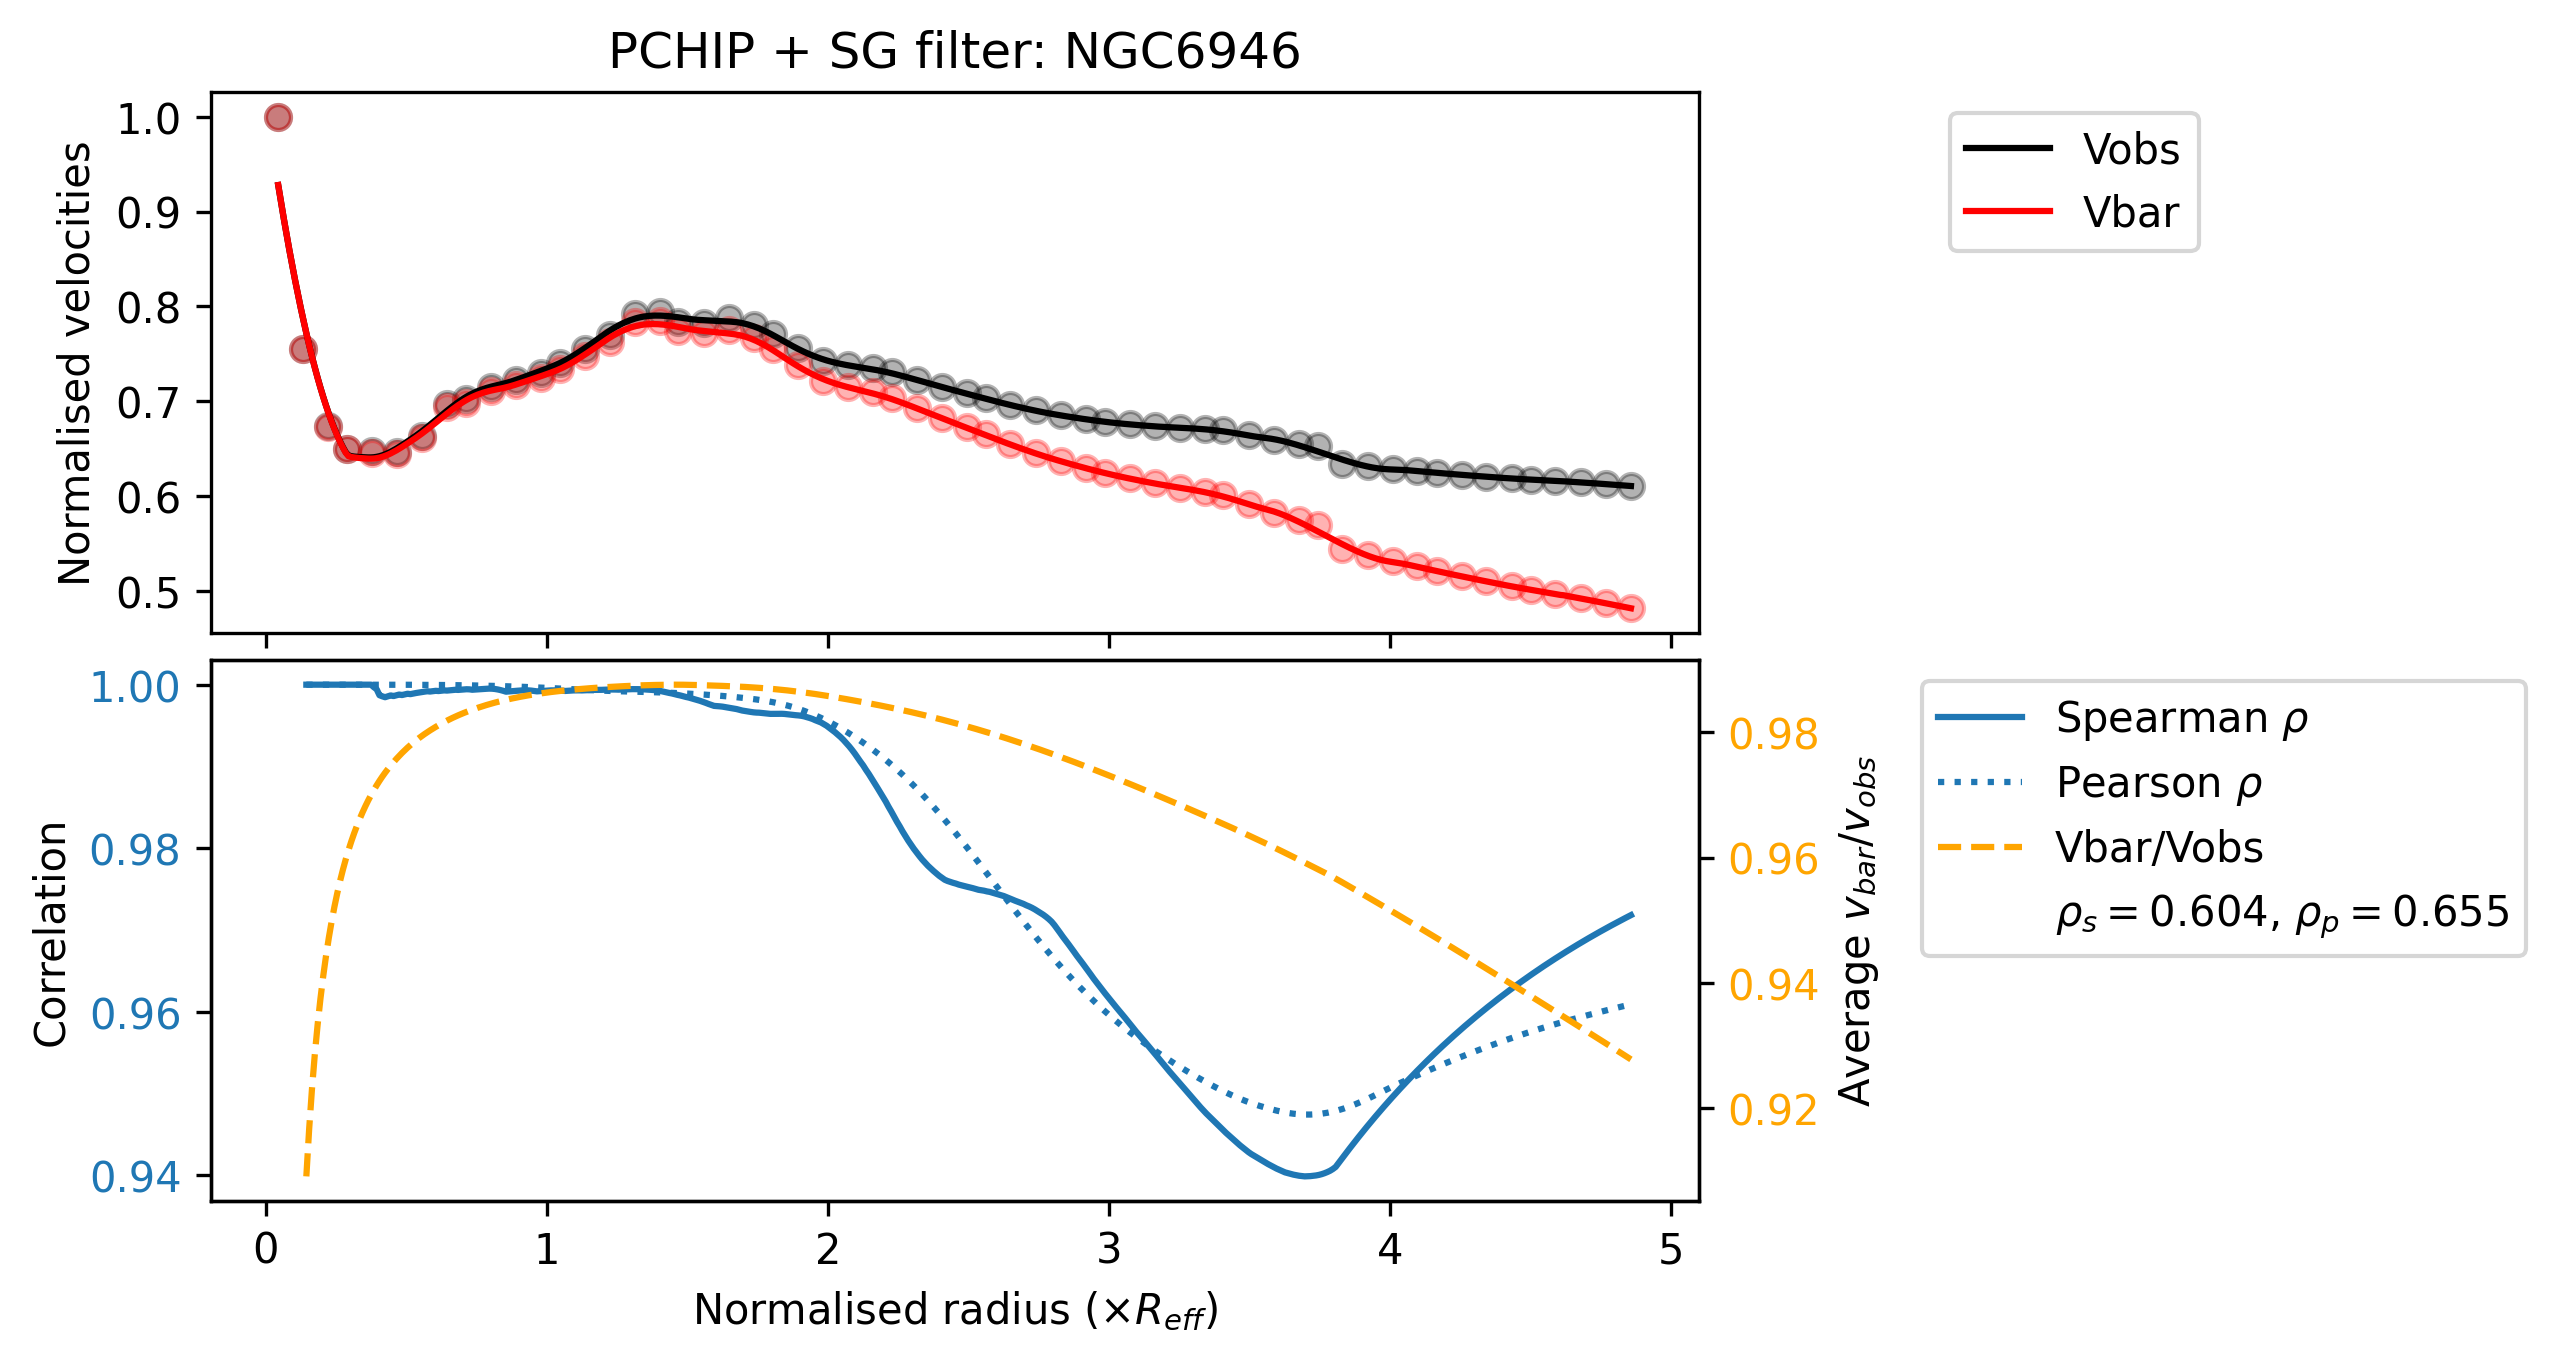 PCHIP + SG filter: NGC6946
Normalised velocities
1.0
0.9
0.8
0.7
0.6
0.5
Vobs
Vbar
Correlation
1.00
0.98
0.96
0.94
0.98
0.96
0.94
0.92
Average v_bar/v_obs
Spearman ρ
Pearson ρ
Vbar/Vobs
ρ_s = 0.604, ρ_p = 0.655
0 1 2 3 4 5
Normalised radius (×R_eff)